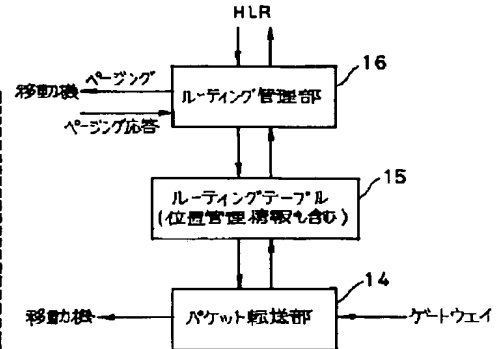 HLR
16
ページング
移動機
ルーティング管理部
ページング応答
15
ルーティングテーブル
(位置管理情報も含む)
14
移動機
パケット転送部
ゲートウェイ